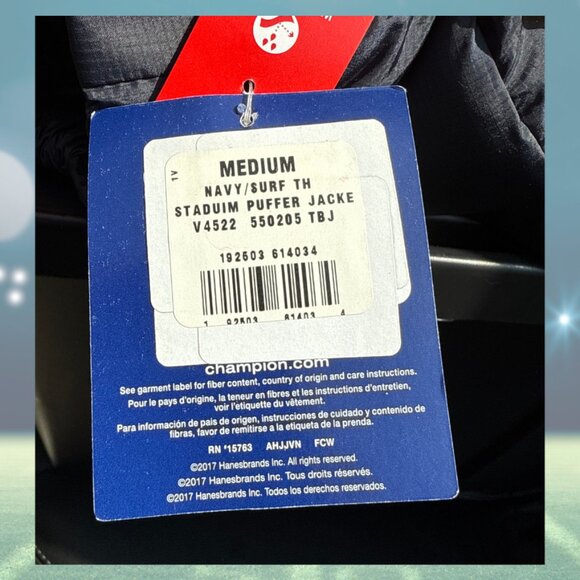 1V
MEDIUM
NAVY/SURF TH
STADUIM PUFFER JACKE
V4522 550205 TBJ
192503 614034
1 92503 61403 4
champion.com
See garment label for fiber content, country of origin and care instructions.
Pour le pays d'origine, la teneur en fibres et les instructions d'entretien,
voir l'etiquette du vêtement.
Para información de pais de origen, instrucciones de cuidado y contenido de
fibras, favor de remitirse a la etiqueta de la prenda.
RN #15763 AHJJVN FCW
©2017 Hanesbrands Inc. All rights reserved.
©2017 Hanesbrands Inc. Tous droits réservés.
©2017 Hanesbrands Inc. Todos los derechos reservados.